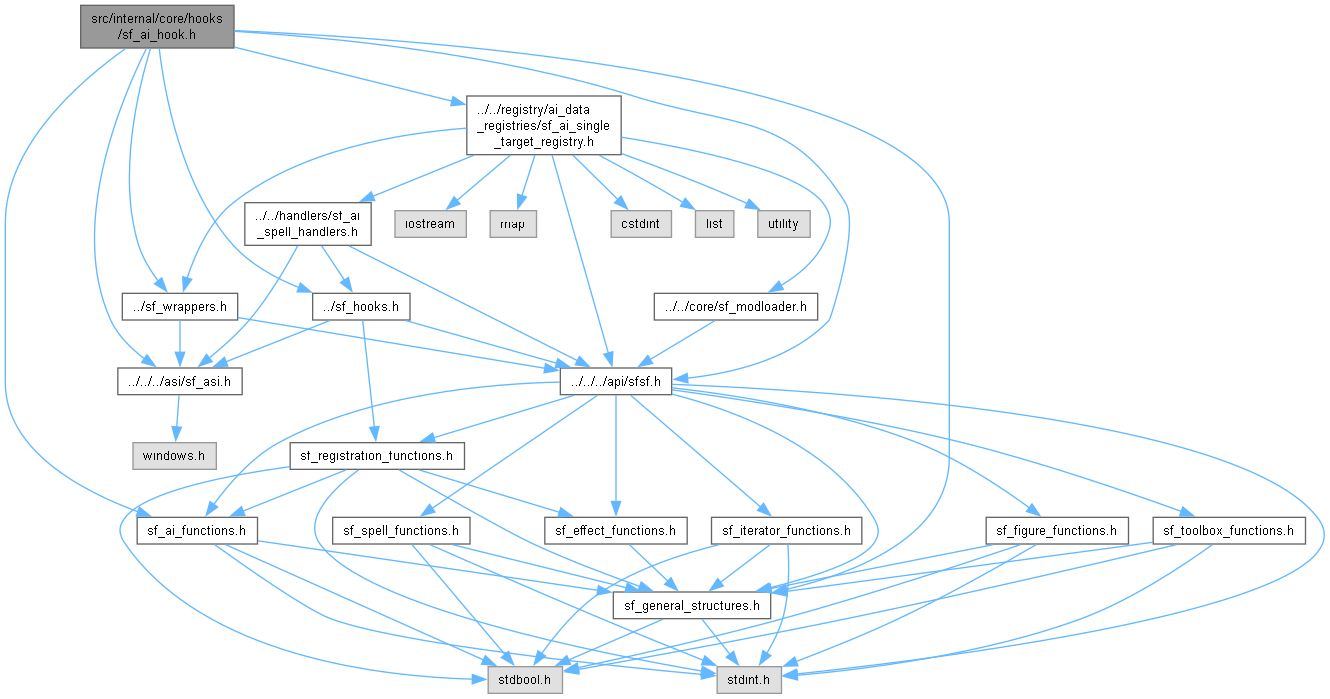 src/internal/core/hooks
/sf_ai_hook.h
../../registry/ai_data
_registries/sf_ai_single
_target_registry.h
../../handlers/sf_ai
_spell_handlers.h
iostream
map
cstdint
list
utility
../sf_wrappers.h
../sf_hooks.h
../../core/sf_modloader.h
../../../asi/sf_asi.h
../../../api/sfsf.h
windows.h
sf_registration_functions.h
sf_ai_functions.h
sf_spell_functions.h
sf_effect_functions.h
sf_iterator_functions.h
sf_figure_functions.h
sf_toolbox_functions.h
sf_general_structures.h
stdbool.h
stdint.h